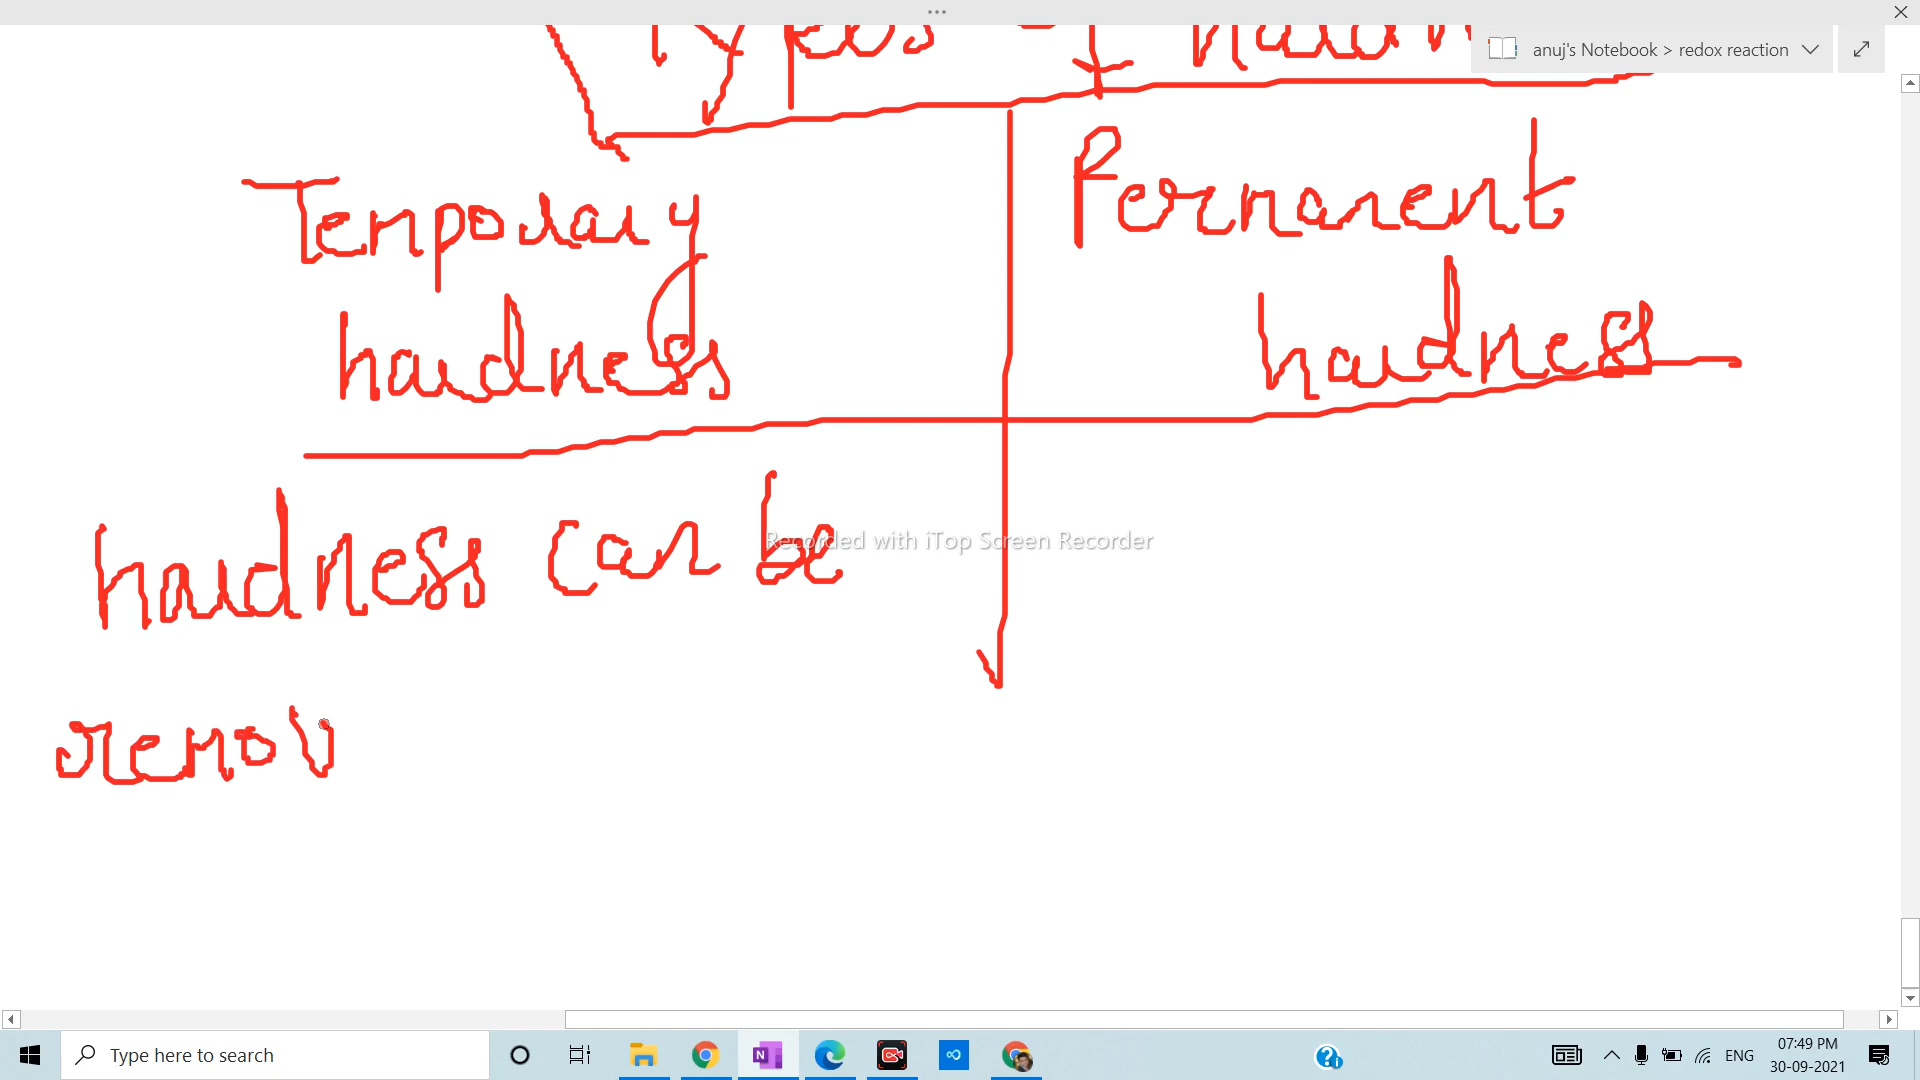 Types of hardn
anuj's Notebook > redox reaction
Temporary
hardness
Permanent
hardness
hardness can be
Recorded with iTop Screen Recorder
remov
Type here to search
ENG
07:49 PM
30-09-2021